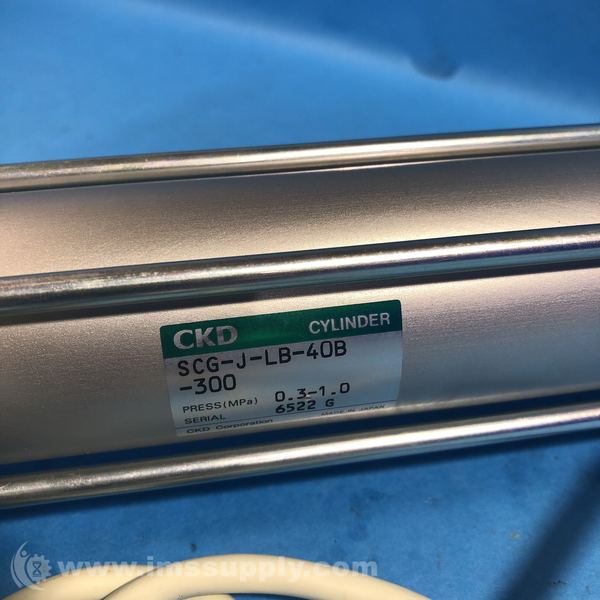 CKD CYLINDER
SCG-J-LB-40B
-300
PRESS(MPa) 0.3-1.0
SERIAL 6522 G
CKD Corporation MADE IN JAPAN
www.imssupply.com